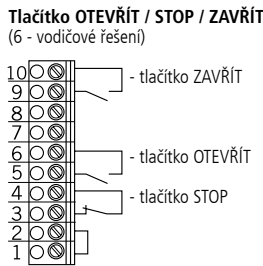 Tlačítko OTEVŘÍT / STOP / ZAVŘÍT
(6 - vodičové řešení)
10
9 - tlačítko ZAVŘÍT
8
7
6
5 - tlačítko OTEVŘÍT
4 - tlačítko STOP
3
2
1